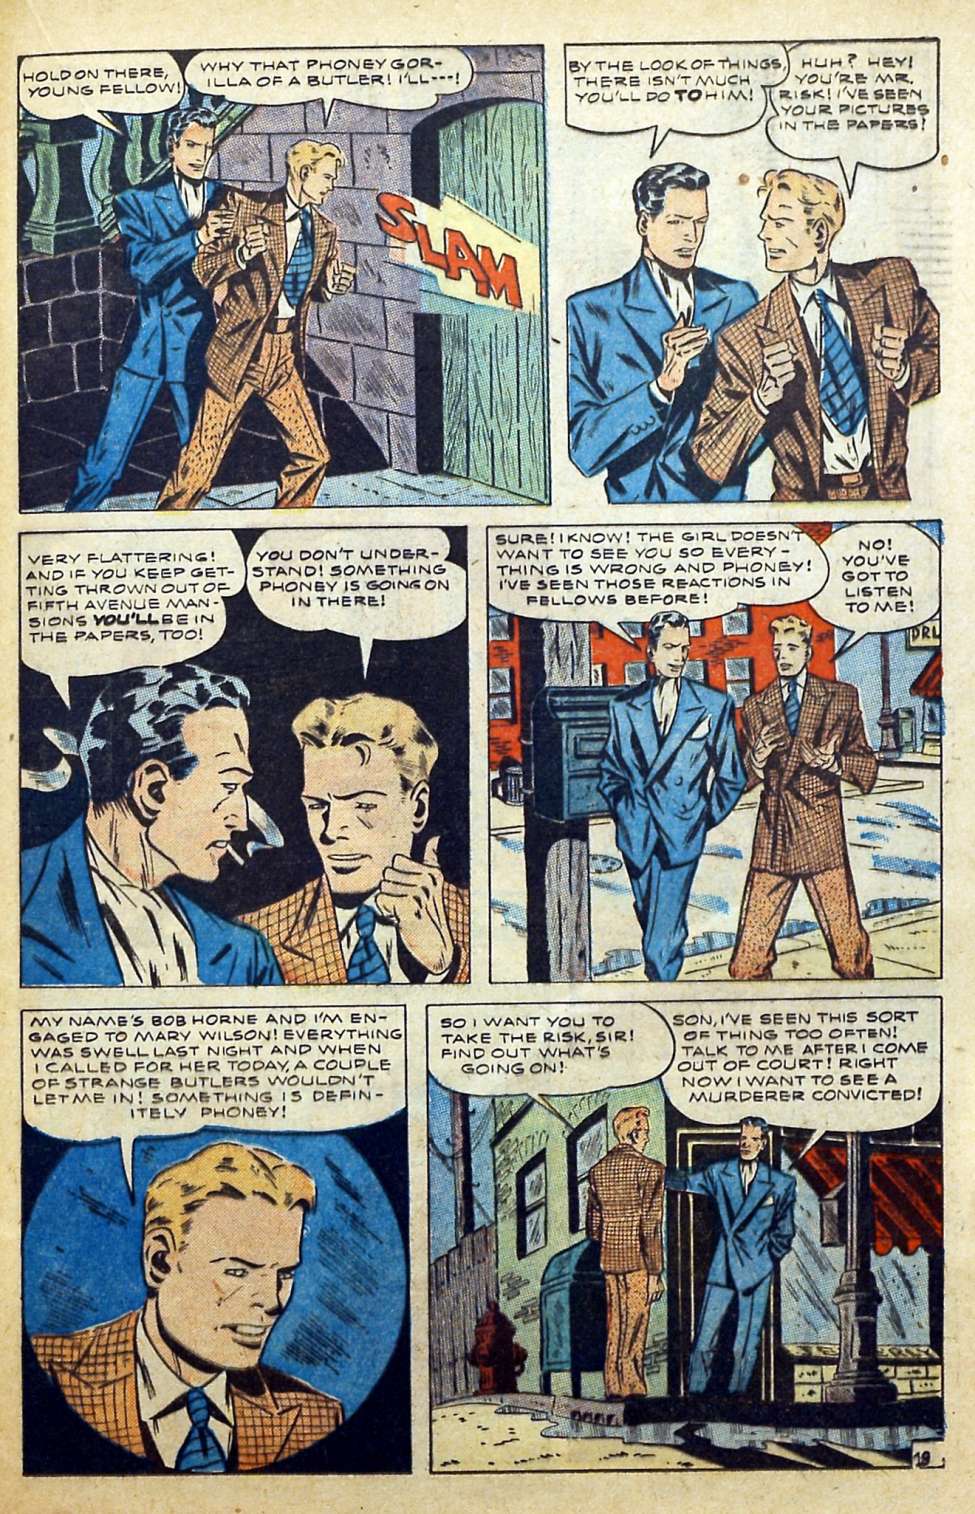 HOLD ON THERE,
YOUNG FELLOW!
WHY THAT PHONEY GOR-
ILLA OF A BUTLER! I'LL---!
SLAM
BY THE LOOK OF THINGS,
THERE ISN'T MUCH
YOU'LL DO TO HIM!
HUH? HEY!
YOU'RE MR.
RISK! I'VE SEEN
YOUR PICTURES
IN THE PAPERS!
VERY FLATTERING!
AND IF YOU KEEP GET-
TING THROWN OUT OF
FIFTH AVENUE MAN-
SIONS YOU'LL BE IN
THE PAPERS, TOO!
YOU DON'T UNDER-
STAND! SOMETHING
PHONEY IS GOING ON
IN THERE!
SURE! I KNOW! THE GIRL DOESN'T
WANT TO SEE YOU SO EVERY-
THING IS WRONG AND PHONEY!
I'VE SEEN THOSE REACTIONS IN
FELLOWS BEFORE!
NO!
YOU'VE
GOT TO
LISTEN
TO ME!
DRU
MY NAME'S BOB HORNE AND I'M EN-
GAGED TO MARY WILSON! EVERYTHING
WAS SWELL LAST NIGHT AND WHEN
I CALLED FOR HER TODAY, A COUPLE
OF STRANGE BUTLERS WOULDN'T
LET ME IN! SOMETHING IS DEFIN-
ITELY PHONEY!
SO I WANT YOU TO
TAKE THE RISK, SIR!
FIND OUT WHAT'S
GOING ON!
SON, I'VE SEEN THIS SORT
OF THING TOO OFTEN!
TALK TO ME AFTER I COME
OUT OF COURT! RIGHT
NOW I WANT TO SEE A
MURDERER CONVICTED!